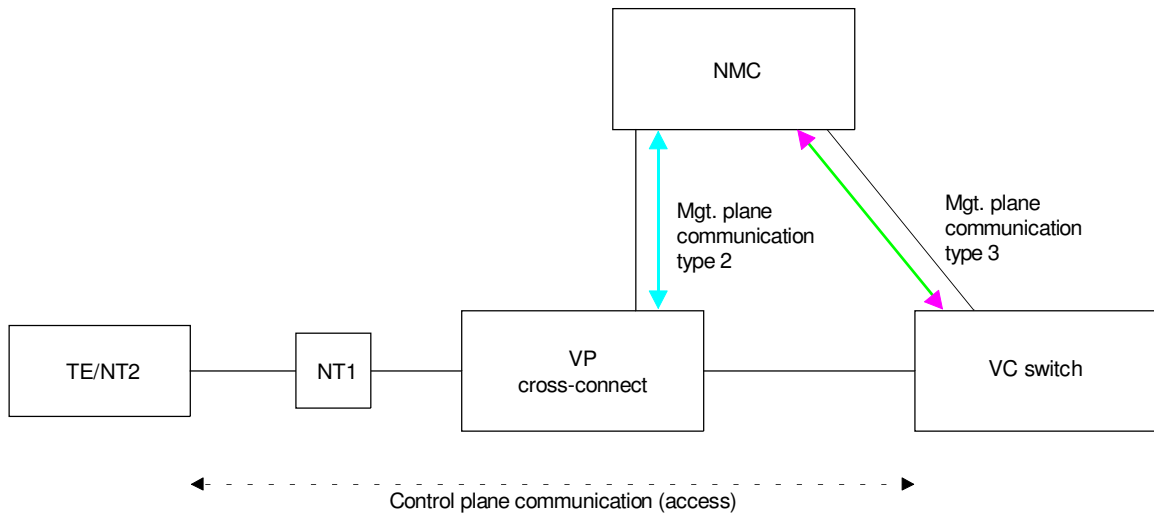 NMC
Mgt. plane
communication
type 2
Mgt. plane
communication
type 3
TE/NT2
NT1
VP
cross-connect
VC switch
Control plane communication (access)